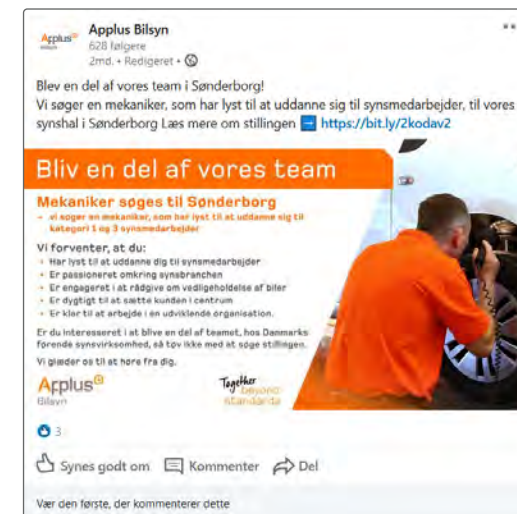 Applus Bilsyn
628 følgere
2md. • Redigeret •
Blev en del af vores team i Sønderborg!
Vi søger en mekaniker, som har lyst til at uddanne sig til synsmedarbejder, til vores
synshal i Sønderborg Læs mere om stillingen ➡ https://bit.ly/2kodav2
Bliv en del af vores team
Mekaniker søges til Sønderborg
- vi søger en mekaniker, som har lyst til at uddanne sig til
kategori 1 og 3 synsmedarbejder
Vi forventer, at du:
• Har lyst til at uddanne dig til synsmedarbejder
• Er passioneret omkring synsbranchen
• Er engageret i at rådgive om vedligeholdelse af biler
• Er dygtigt til at sætte kunden i centrum
• Er klar til at arbejde i en udviklende organisation.
Er du interesseret i at blive en del af teamet, hos Danmarks
førende synsvirksomhed, så tøv ikke med at søge stillingen.
Vi glæder os til at høre fra dig.
Applus+
Bilsyn
Together
beyond
standards
3
Synes godt om Kommenter Del
Vær den første, der kommenterer dette